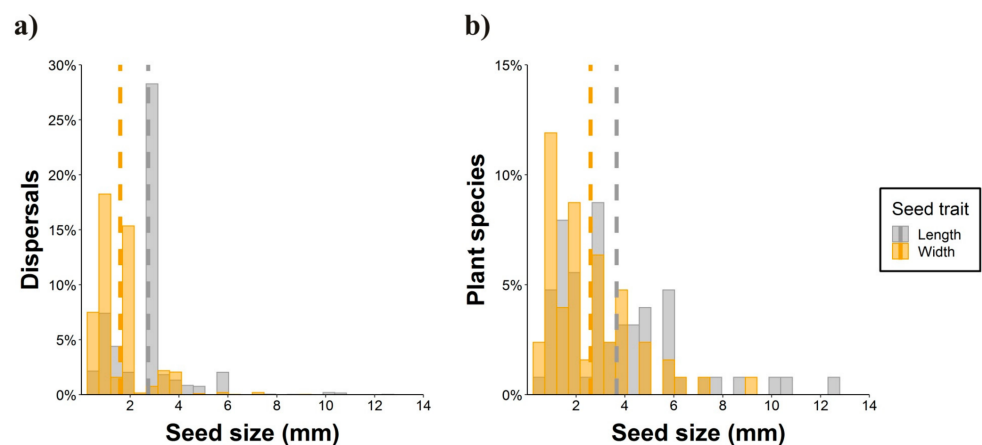 a)
30%
25%
20%
15%
10%
5%
0%
Dispersals
2 4 6 8 10 12 14
Seed size (mm)
b)
15%
10%
5%
0%
Plant species
2 4 6 8 10 12 14
Seed size (mm)
Seed trait
Length
Width